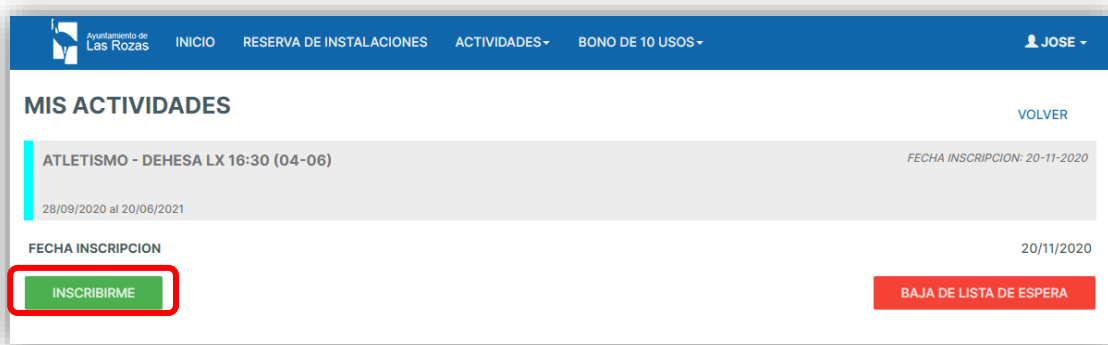 Ayuntamiento de
Las Rozas
INICIO RESERVA DE INSTALACIONES ACTIVIDADES BONO DE 10 USOS JOSE
MIS ACTIVIDADES
VOLVER
ATLETISMO - DEHESA LX 16:30 (04-06) FECHA INSCRIPCION: 20-11-2020
28/09/2020 al 20/06/2021
FECHA INSCRIPCION 20/11/2020
INSCRIBIRME BAJA DE LISTA DE ESPERA